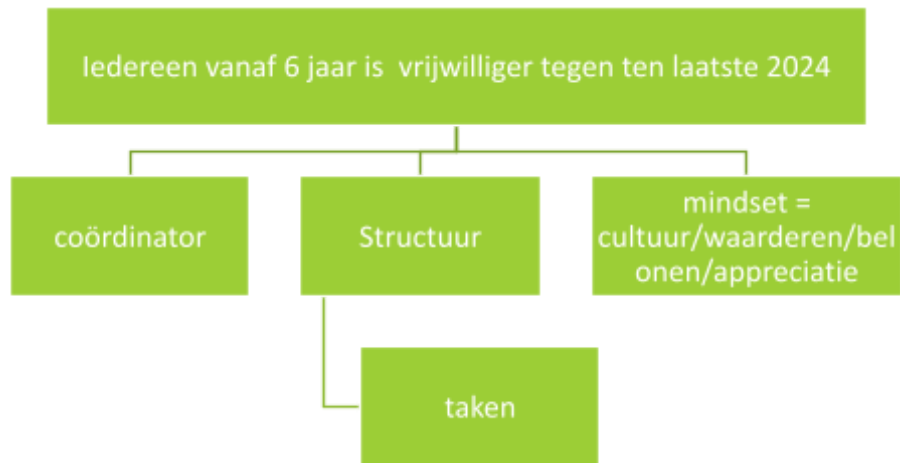 Iedereen vanaf 6 jaar is vrijwilliger tegen ten laatste 2024
coördinator
Structuur
mindset =
cultuur/waarderen/bel
onen/appreciatie
taken